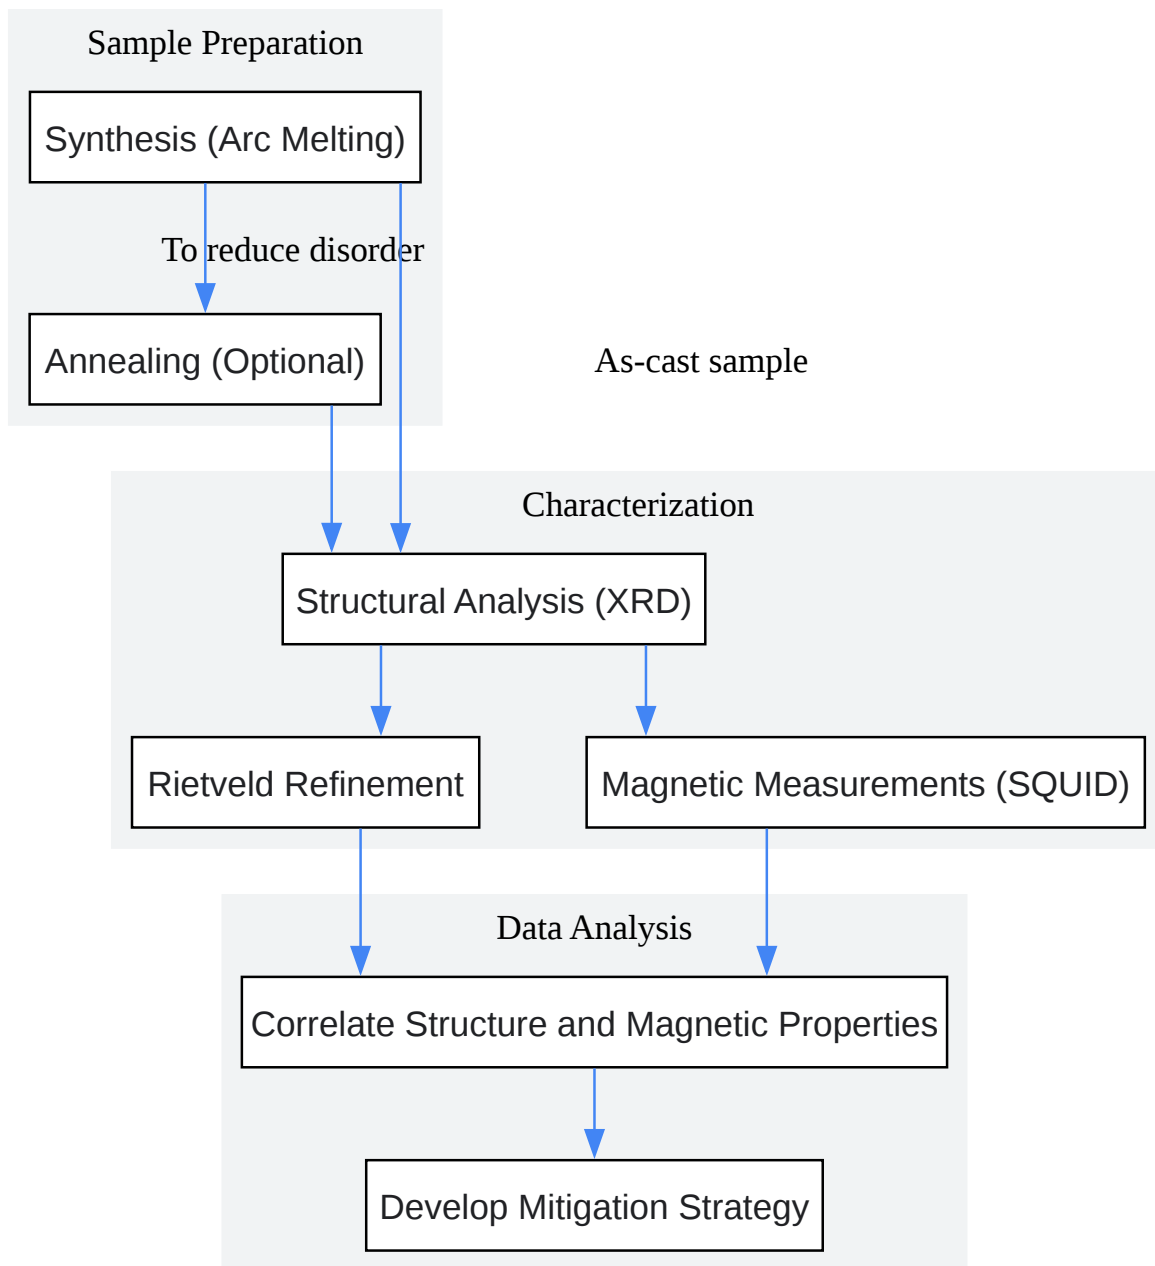 Sample Preparation
Synthesis (Arc Melting)
To reduce disorder
Annealing (Optional)
As-cast sample
Characterization
Structural Analysis (XRD)
Rietveld Refinement
Magnetic Measurements (SQUID)
Data Analysis
Correlate Structure and Magnetic Properties
Develop Mitigation Strategy